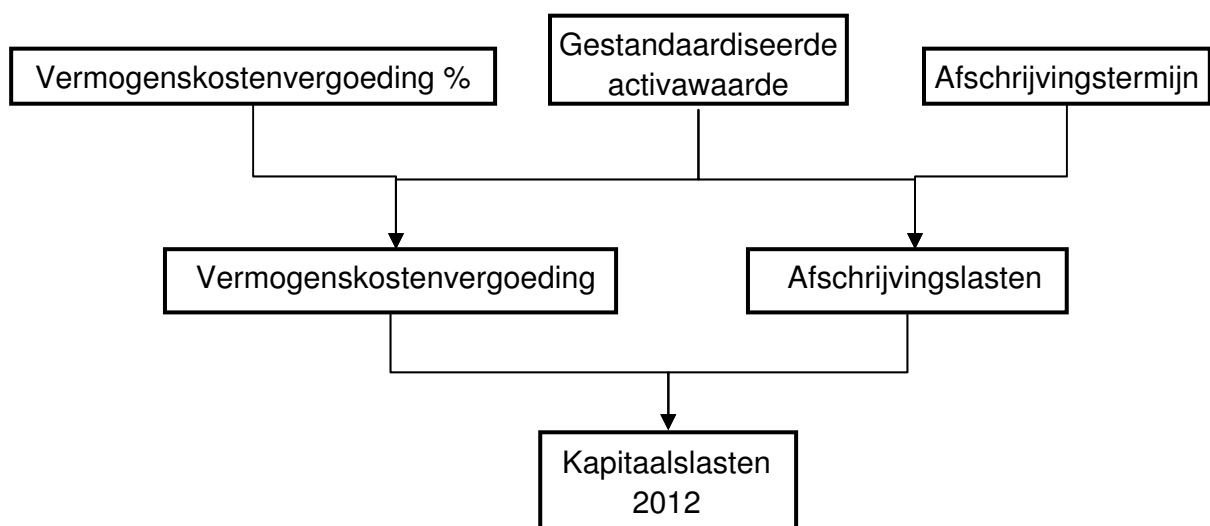 Vermogenskostenvergoeding %
Gestandaardiseerde
activawaarde
Afschrijvingstermijn
Vermogenskostenvergoeding
Afschrijvingslasten
Kapitaalslasten
2012